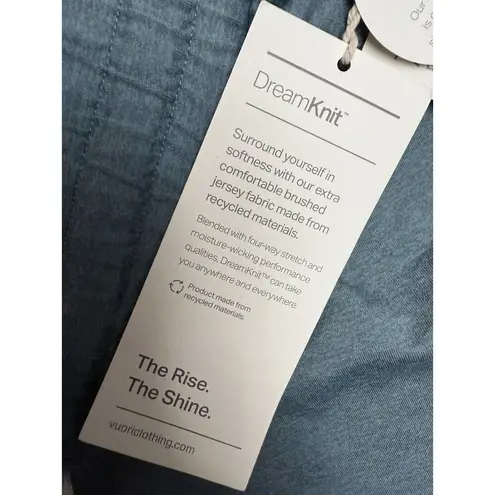 DreamKnit™
Surround yourself in
softness with our extra
comfortable brushed
jersey fabric made from
recycled materials.
Blended with four-way stretch and
moisture-wicking performance
qualities, DreamKnit™ can take
you anywhere and everywhere.
Product made from
recycled materials.
The Rise.
The Shine.
vuoriclothing.com
Our
is